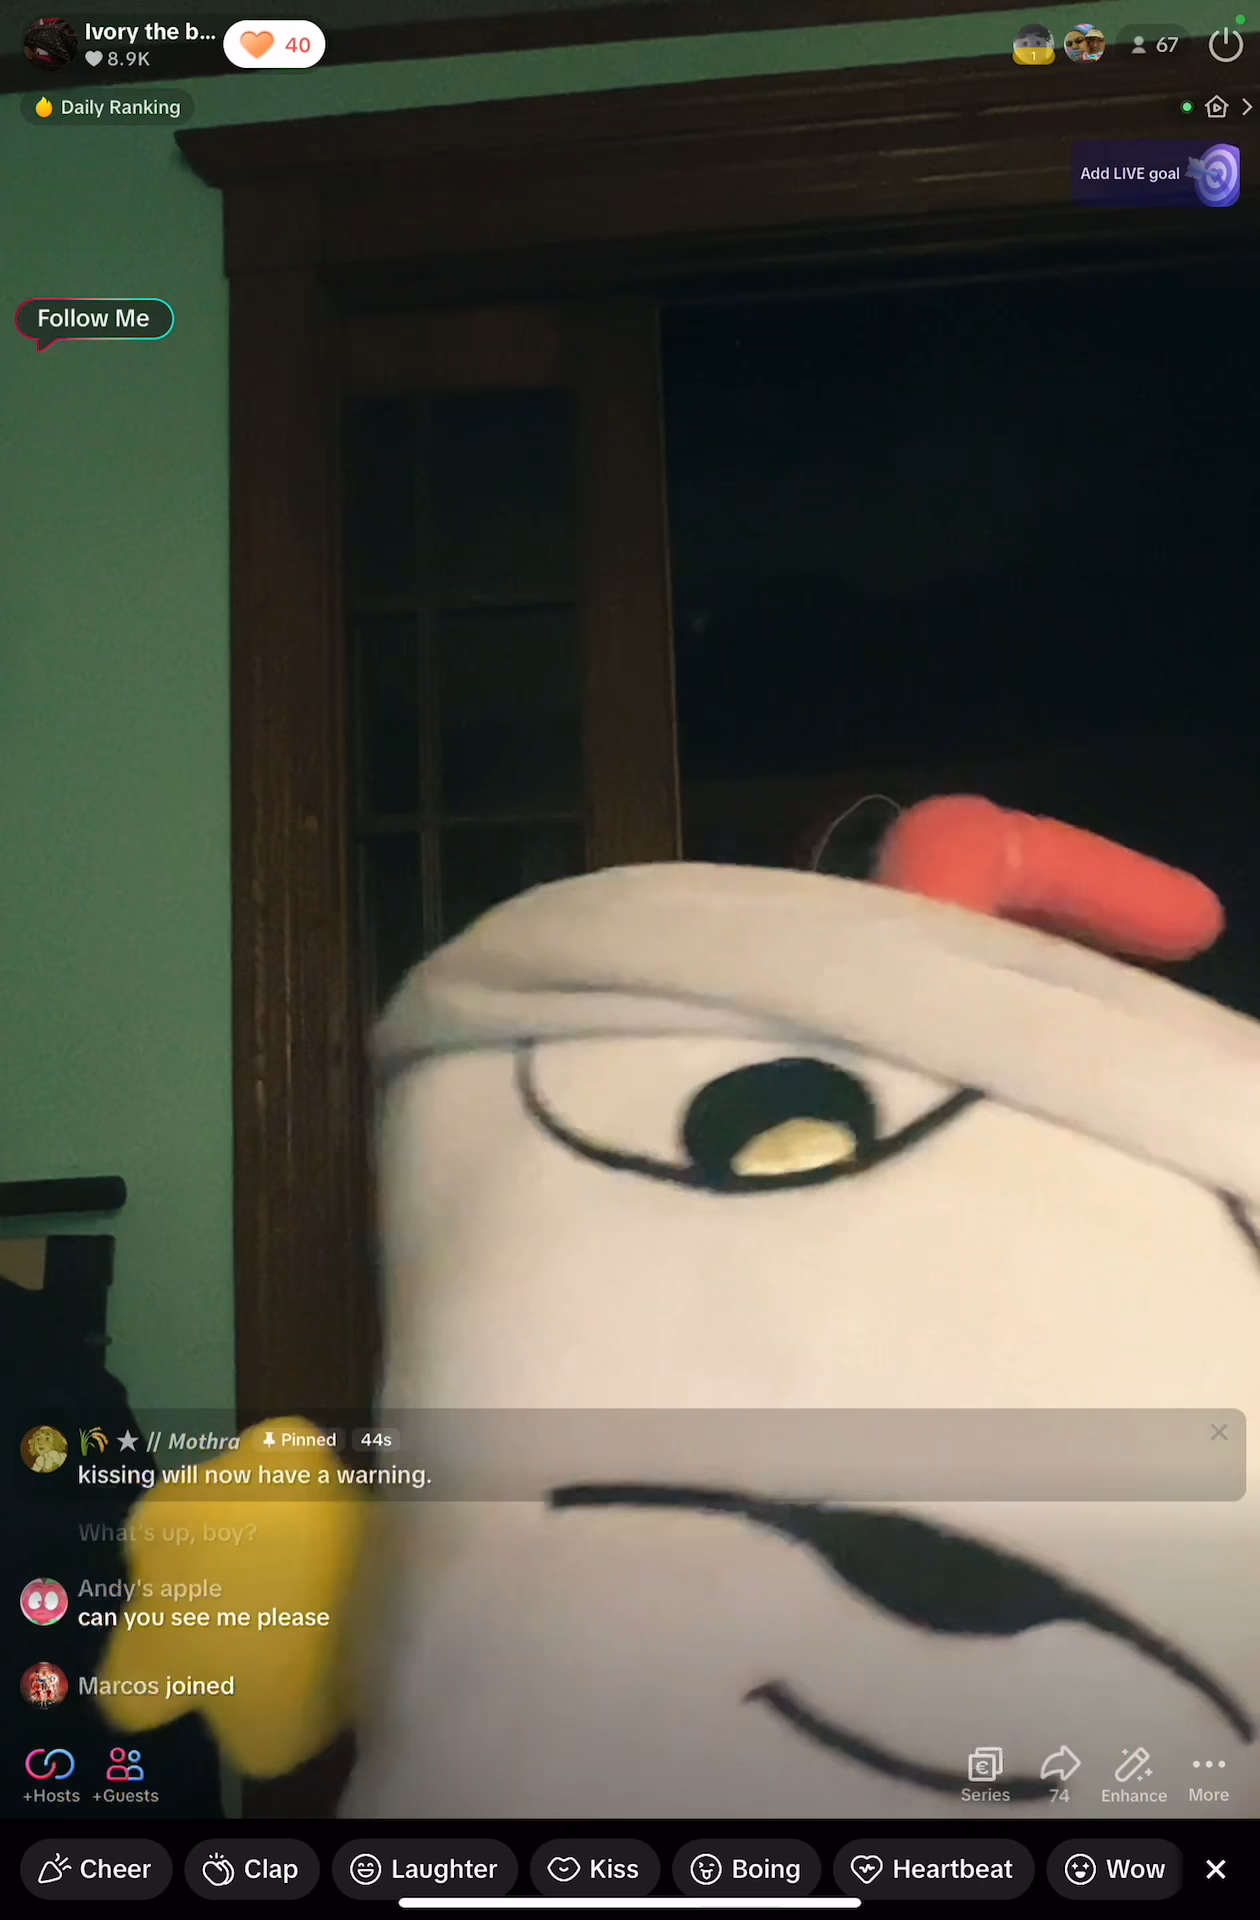 Ivory the b...
8.9K
40
1
67
Daily Ranking
Add LIVE goal
Follow Me
// Mothra
Pinned
44s
kissing will now have a warning.
What's up, boy?
Andy's apple
can you see me please
Marcos joined
+Hosts
+Guests
Series
74
Enhance
More
Cheer
Clap
Laughter
Kiss
Boing
Heartbeat
Wow